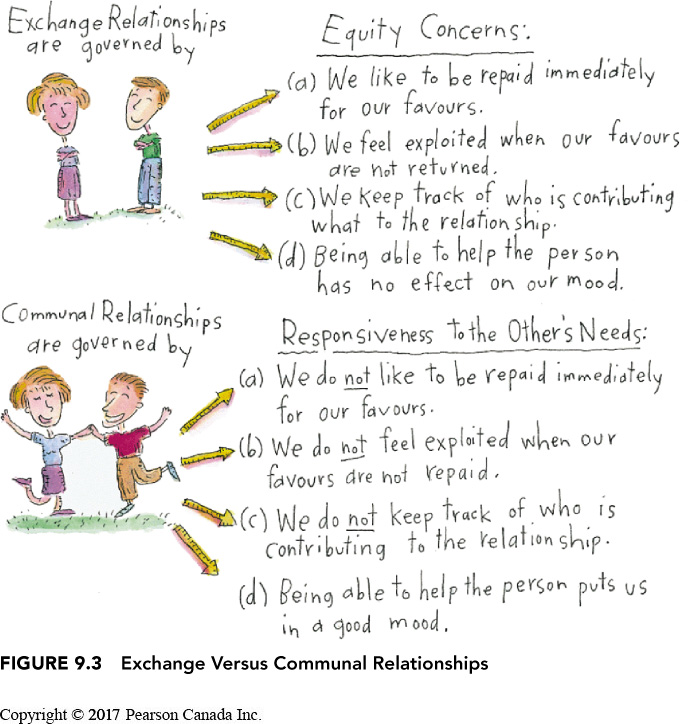 Exchange Relationships
are governed by
Equity Concerns:
(a) We like to be repaid immediately
for our favours.
(b) We feel exploited when our favours
are not returned.
(c) We keep track of who is contributing
what to the relationship.
(d) Being able to help the person
has no effect on our mood.
Communal Relationships
are governed by
Responsiveness to the Other's Needs:
(a) We do not like to be repaid immediately
for our favours.
(b) We do not feel exploited when our
favours are not repaid.
(c) We do not keep track of who is
contributing to the relationship.
(d) Being able to help the person puts us
in a good mood.
FIGURE 9.3 Exchange Versus Communal Relationships
Copyright © 2017 Pearson Canada Inc.